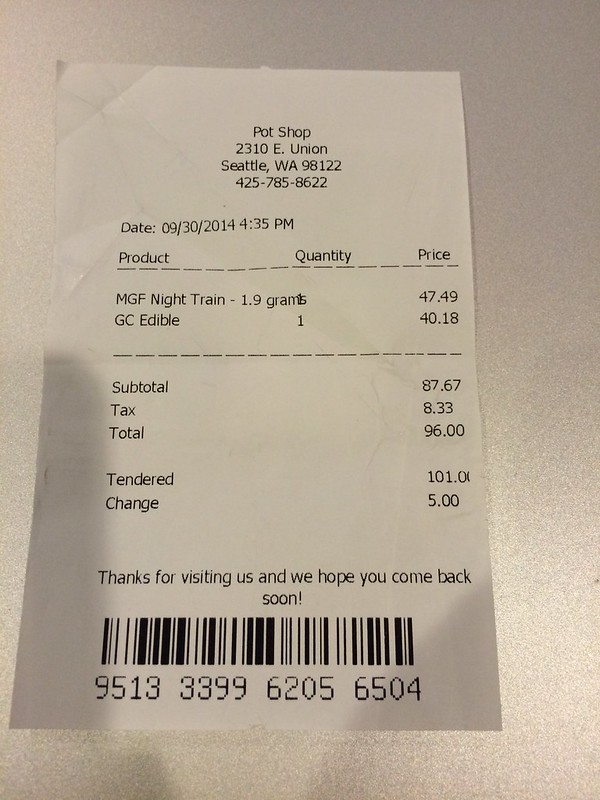 Pot Shop
2310 E. Union
Seattle, WA 98122
425-785-8622
Date: 09/30/2014 4:35 PM
Product Quantity Price
MGF Night Train - 1.9 grams 1 47.49
GC Edible 1 40.18
Subtotal 87.67
Tax 8.33
Total 96.00
Tendered 101.00
Change 5.00
Thanks for visiting us and we hope you come back
soon!
9513 3399 6205 6504